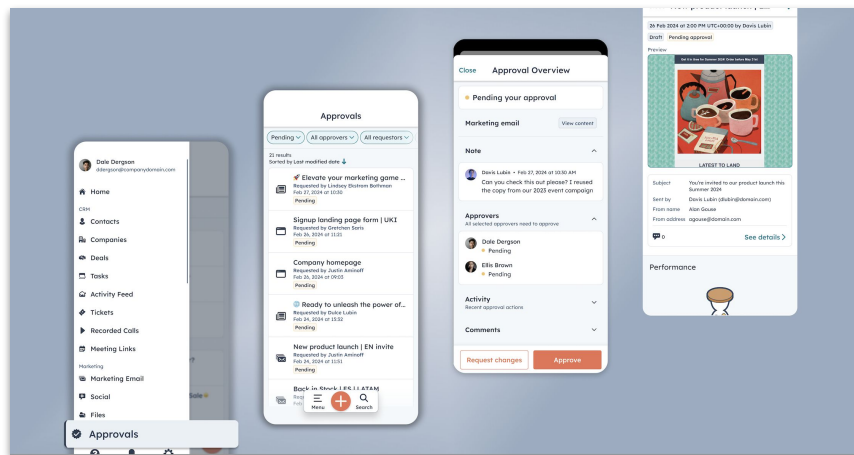 Dale Dergson
ddergson@companydomain.com
Home
CRM
Contacts
Companies
Deals
Tasks
Activity Feed
Tickets
Recorded Calls
Meeting Links
Marketing
Marketing Email
Social
Files
Approvals
Approvals
Pending
All approvers
All requestors
21 results
Sorted by Last modified date
🚀 Elevate your marketing game ...
Requested by Lindsey Ekstrom Bothman
Feb 27, 2024 at 10:30
Pending
Signup landing page form | UKI
Requested by Gretchen Saris
Feb 26, 2024 at 11:21
Pending
Company homepage
Requested by Justin Aminoff
Feb 26, 2024 at 09:03
Pending
🌐 Ready to unleash the power of...
Requested by Dulce Lubin
Feb 24, 2024 at 15:52
Pending
New product launch | EN invite
Requested by Justin Aminoff
Feb 24, 2024 at 11:51
Pending
Back in Stock | ES | LATAM
Menu
Search
Close
Approval Overview
Pending your approval
Marketing email
View content
Note
Davis Lubin • Feb 27, 2024 at 10:30 AM
Can you check this out please? I reused
the copy from our 2023 event campaign
Approvers
All selected approvers need to approve
Dale Dergson
Pending
Ellis Brown
Pending
Activity
Recent approval actions
Comments
Request changes
Approve
26 Feb 2024 at 2:00 PM UTC+00:00 by Davis Lubin
Draft
Pending approval
Preview
LATEST TO LAND
Subject
You're invited to our product launch this
Summer 2024
Sent by
Davis Lubin (dlubin@domain.com)
From name
Alan Gouse
From address
agouse@domain.com
0
See details
Performance